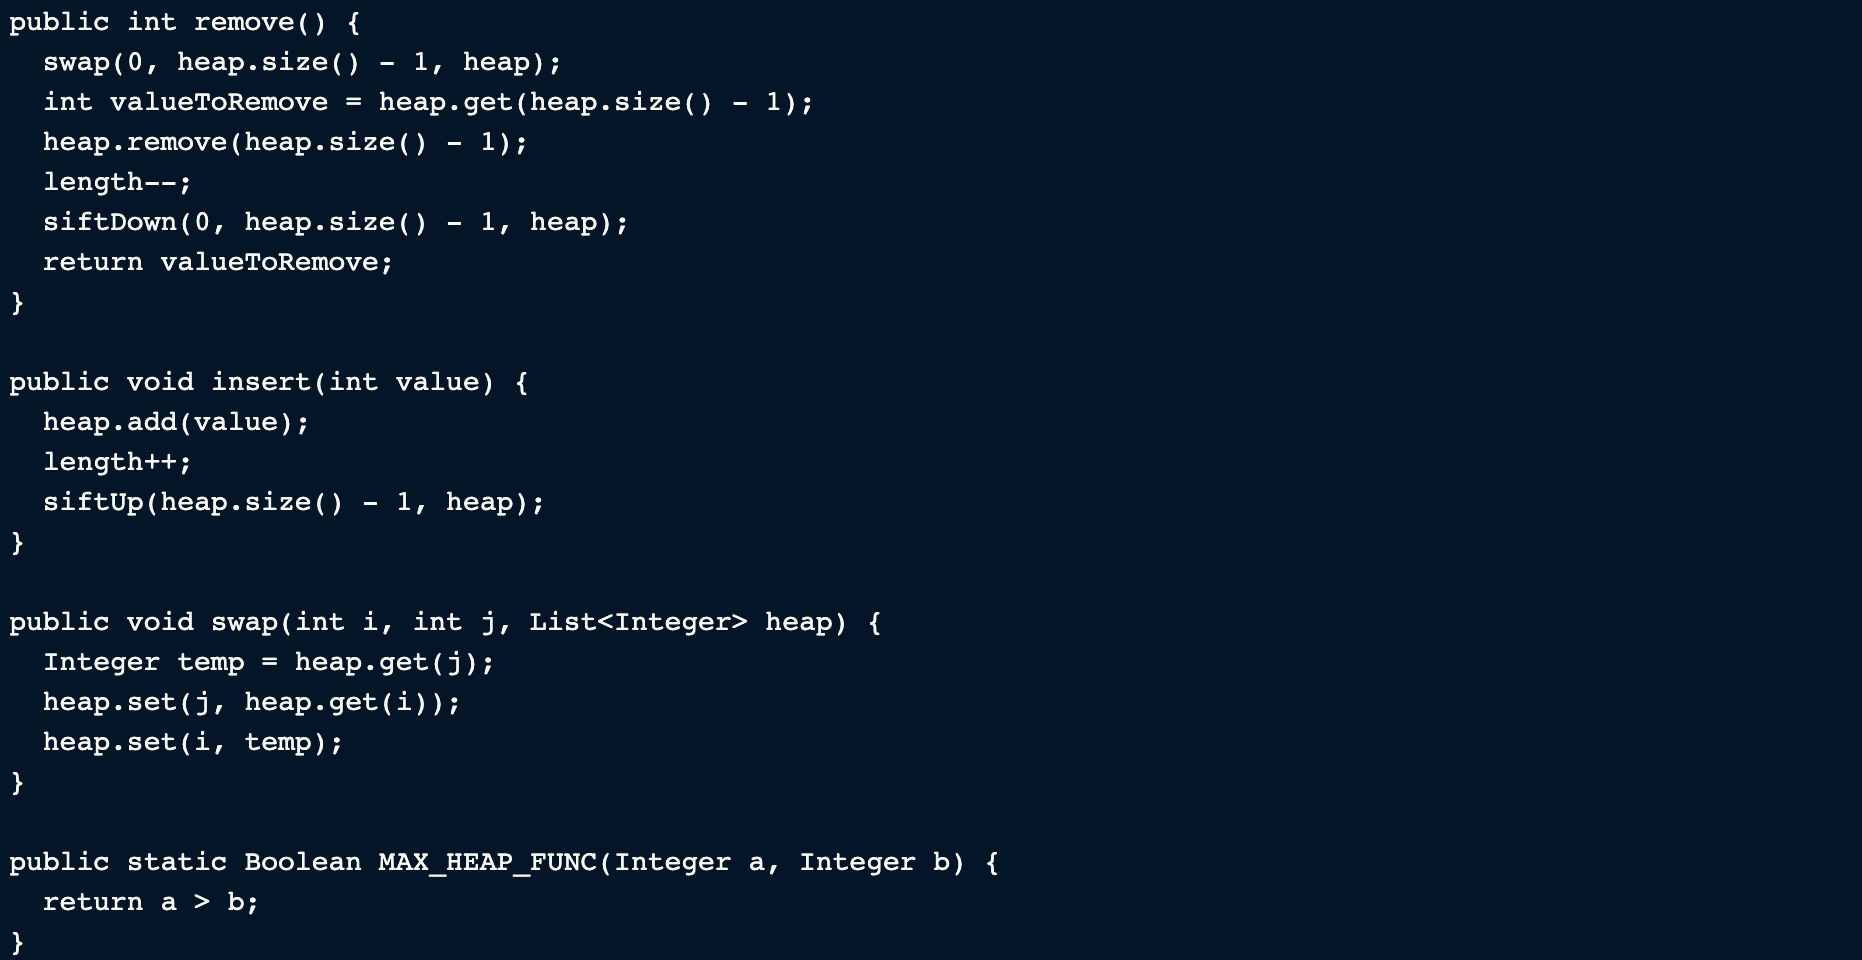 public int remove() {
  swap(0, heap.size() - 1, heap);
  int valueToRemove = heap.get(heap.size() - 1);
  heap.remove(heap.size() - 1);
  length--;
  siftDown(0, heap.size() - 1, heap);
  return valueToRemove;
}

public void insert(int value) {
  heap.add(value);
  length++;
  siftUp(heap.size() - 1, heap);
}

public void swap(int i, int j, List<Integer> heap) {
  Integer temp = heap.get(j);
  heap.set(j, heap.get(i));
  heap.set(i, temp);
}

public static Boolean MAX_HEAP_FUNC(Integer a, Integer b) {
  return a > b;
}